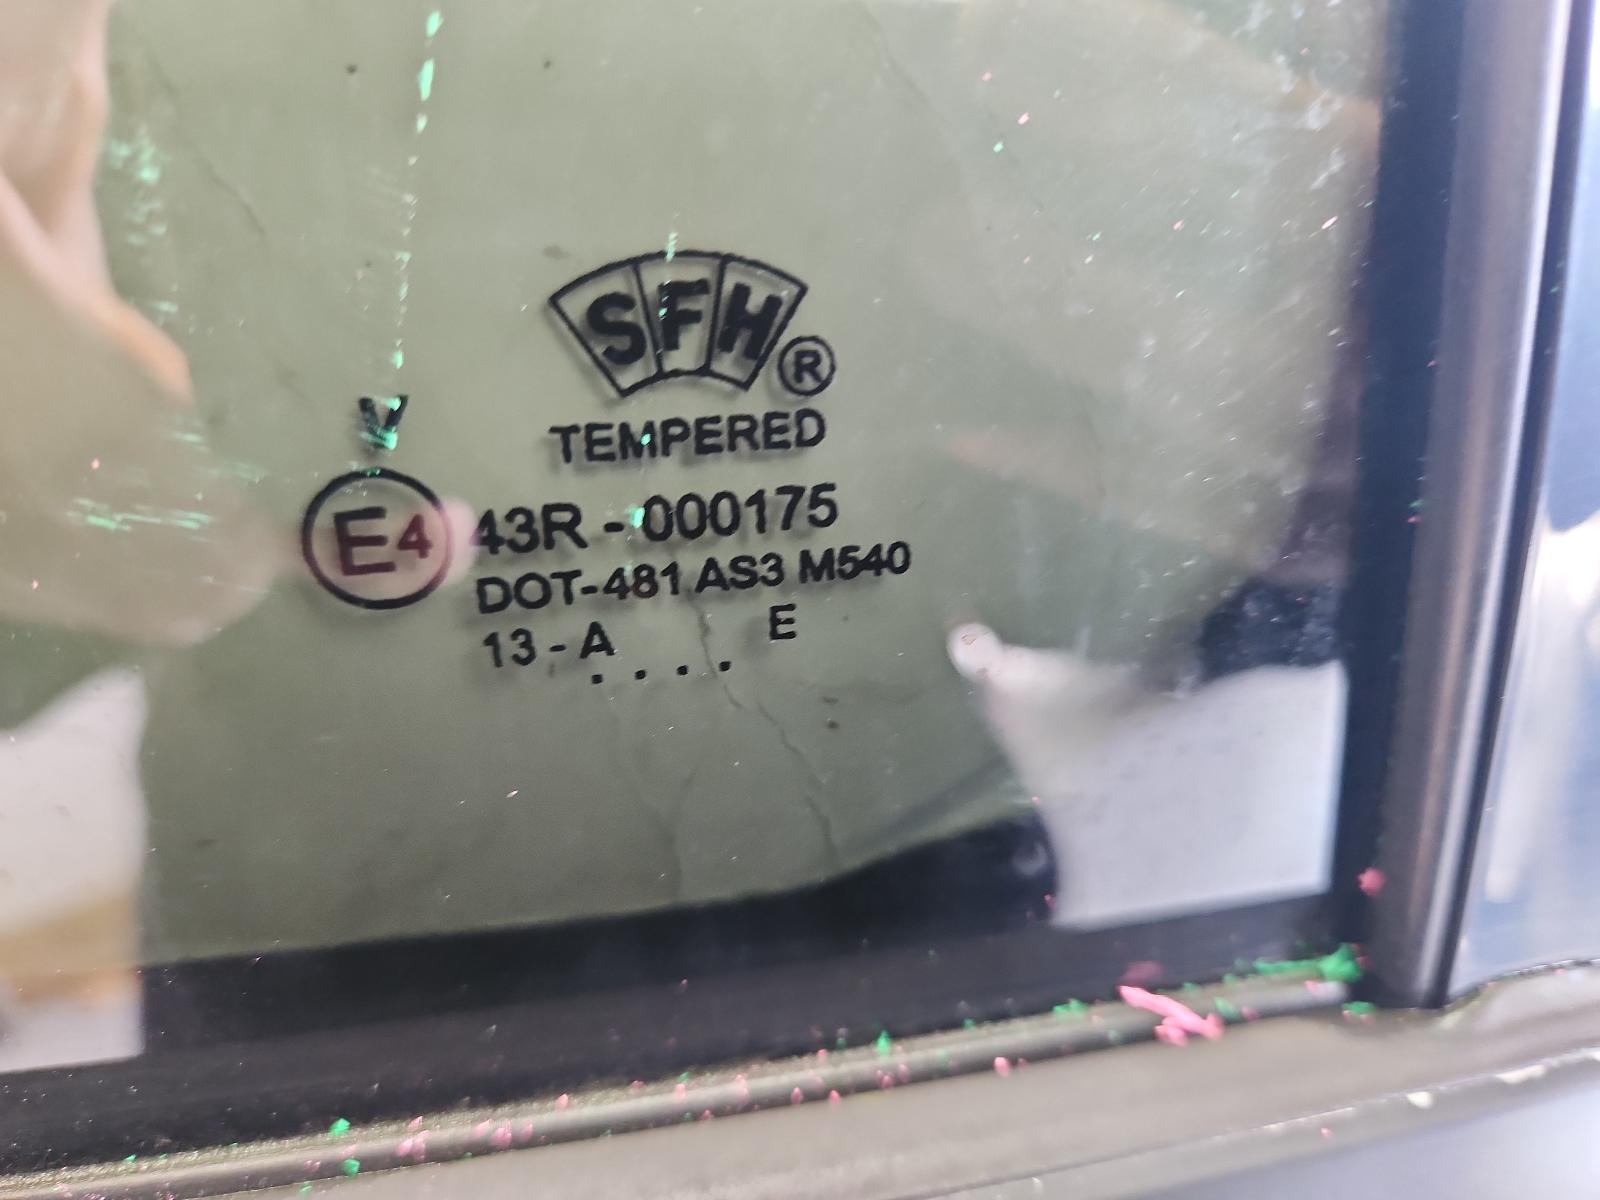 SFH®
TEMPERED
V
E4 43R - 000175
DOT-481 AS3 M540
13 - A E
. . . .